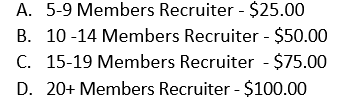 A. 5-9 Members Recruiter - $25.00
B. 10 -14 Members Recruiter - $50.00
C. 15-19 Members Recruiter - $75.00
D. 20+ Members Recruiter - $100.00